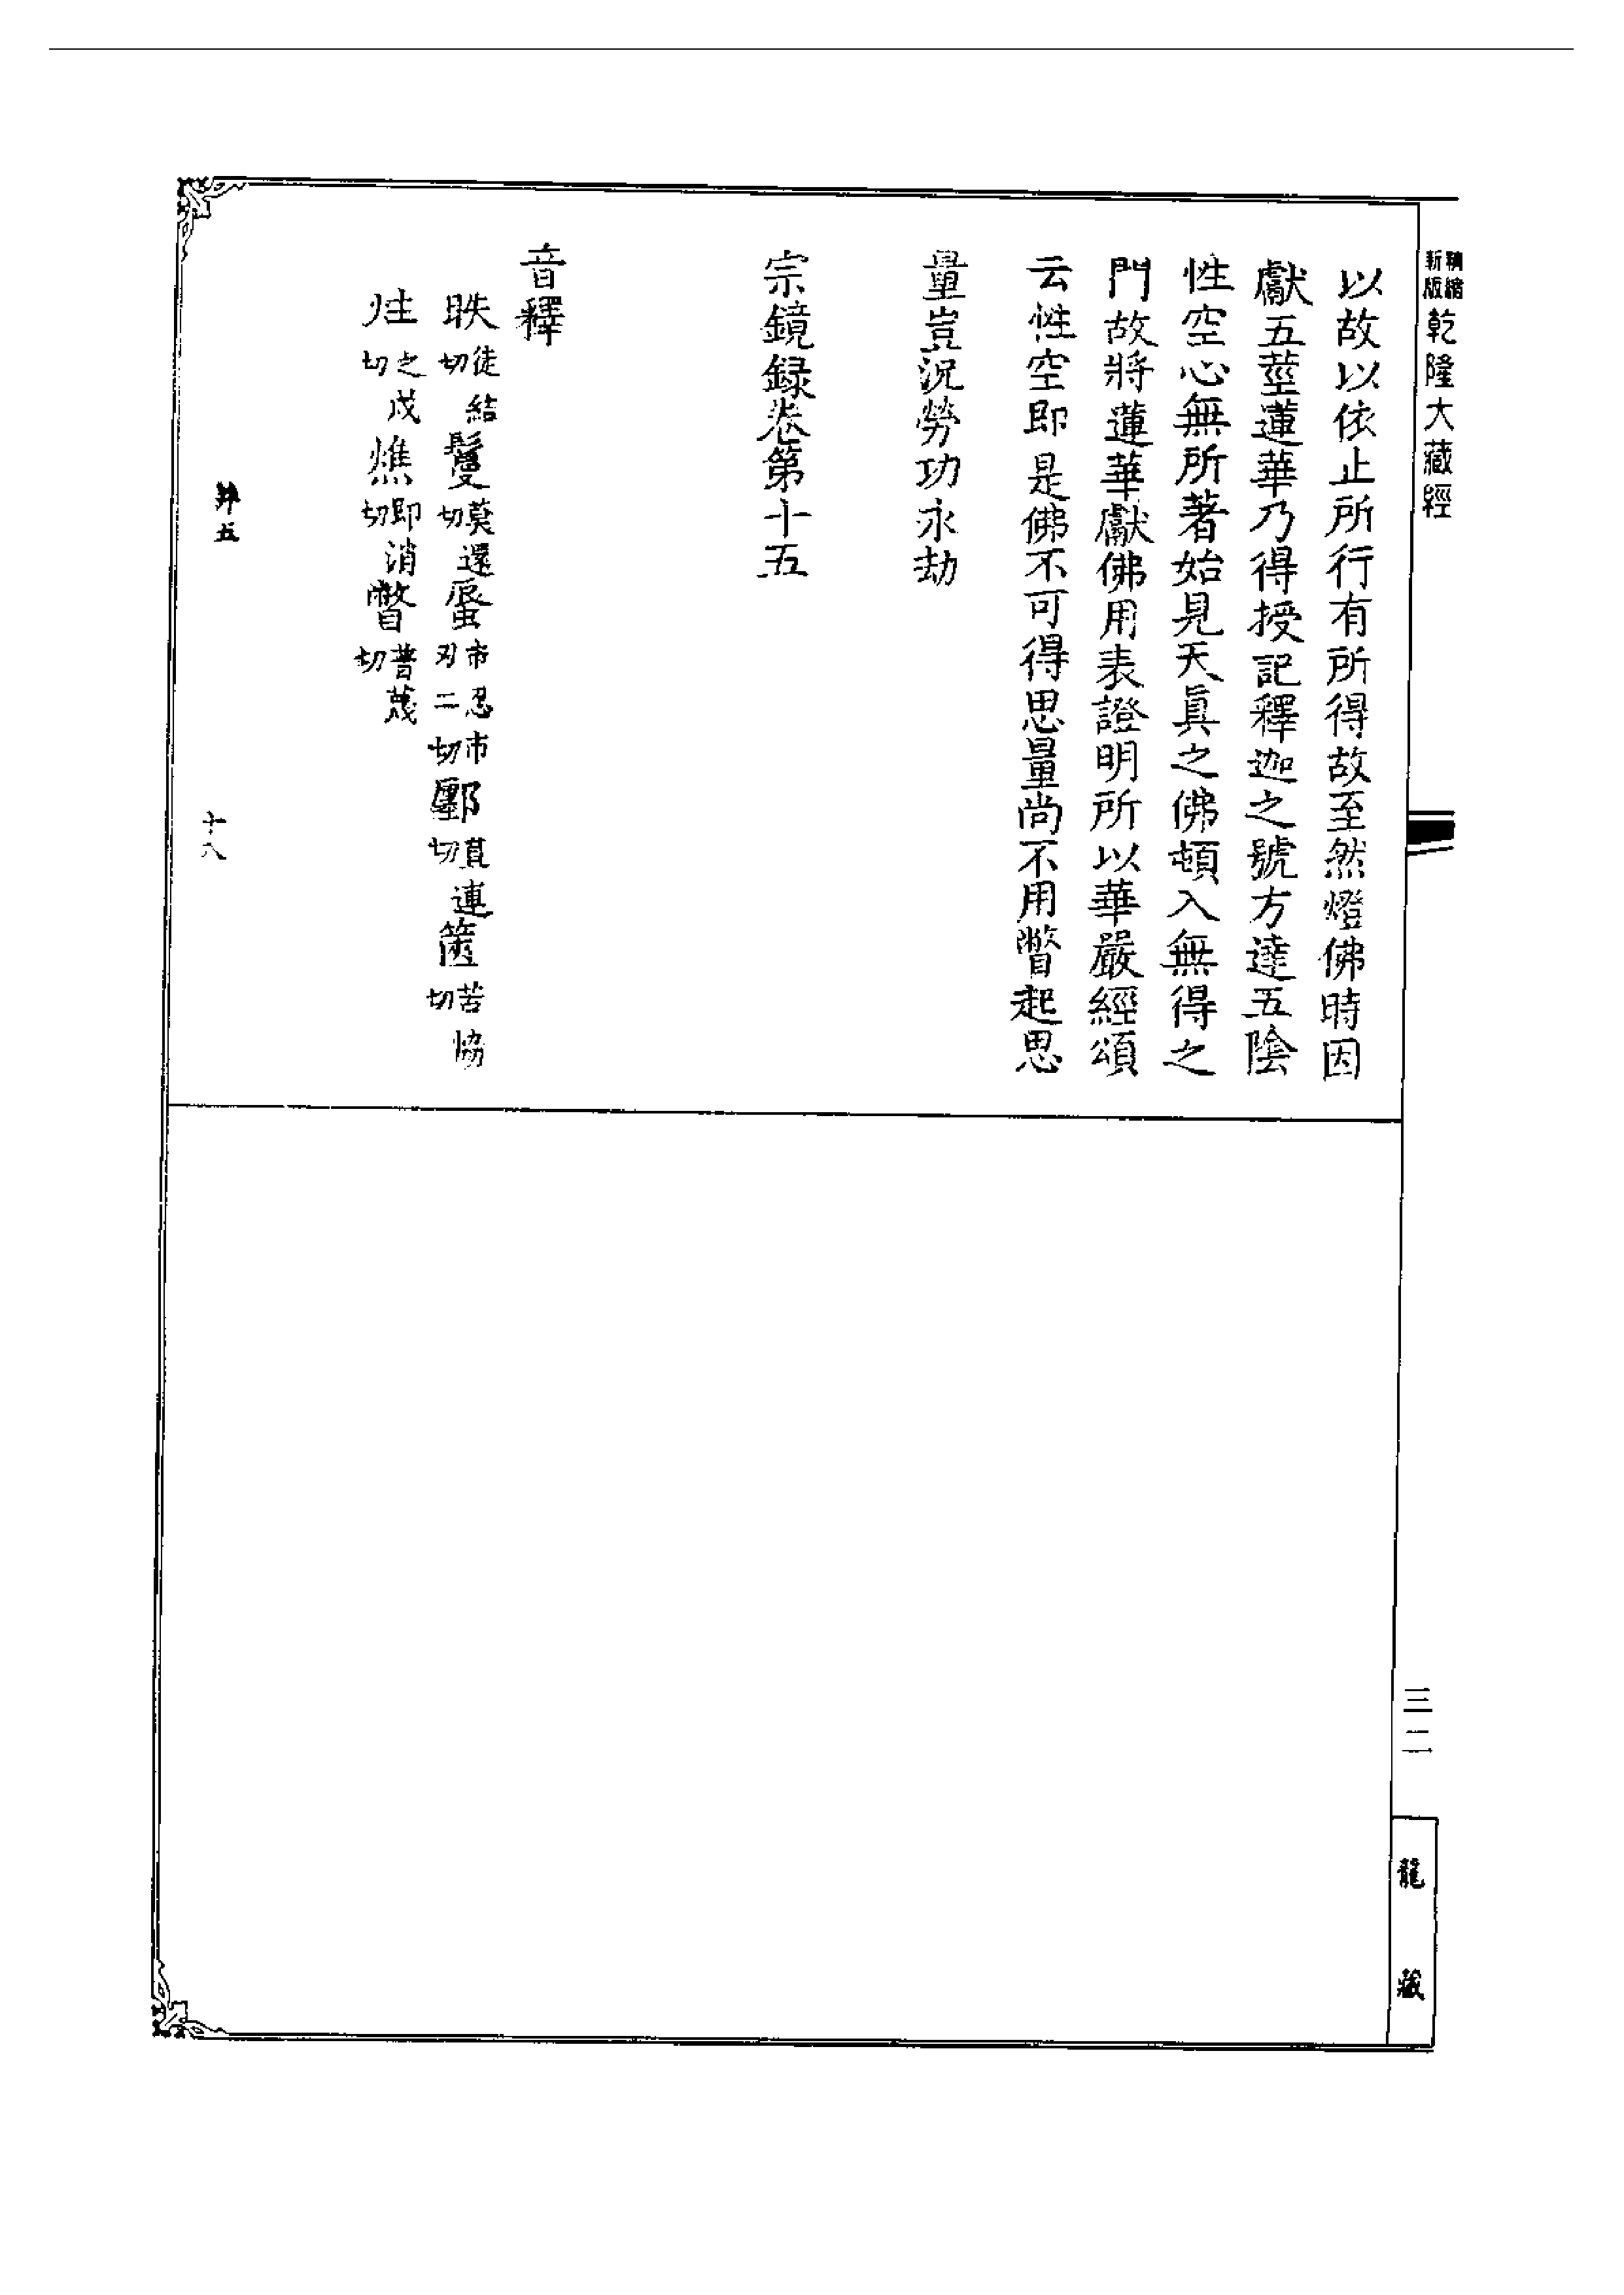 精縮新版乾隆大藏經
以故以依止所行有所得故至然燈佛時因
獻五莖蓮華乃得授記釋迦之號方達五陰
性空心無所著始見天眞之佛頓入無得之
門故將蓮華獻佛用表證明所以華嚴經頌
云性空即是佛不可得思量尚不用瞥起思
量豈況勞功永劫
宗鏡録卷第十五
音釋
眣徒結切鬘莫還切蜃市忍市刃二切鄽直連切篋苦協切
炷之戍切燋即消切瞥普蔑切
五
十八
三二
龍藏